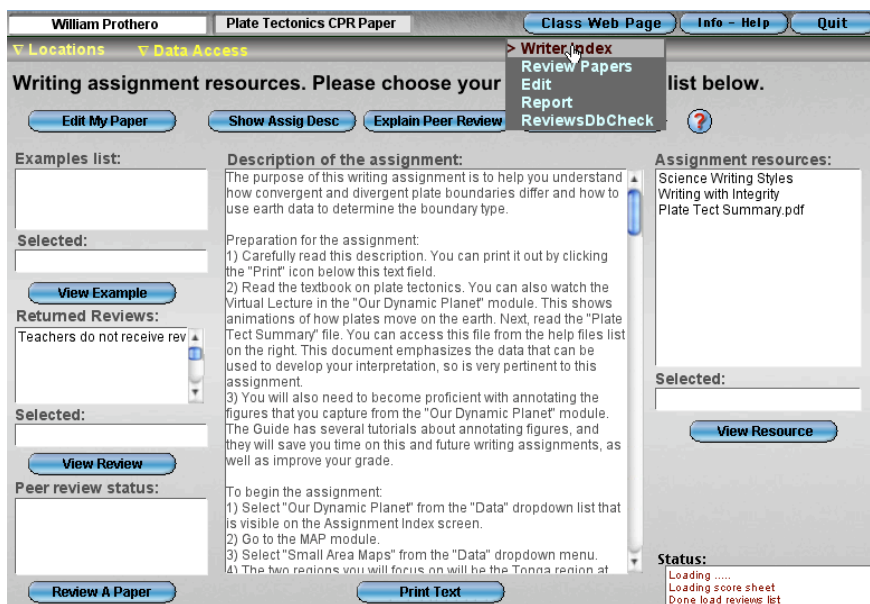 William Prothero
Plate Tectonics CPR Paper
Class Web Page
Info - Help
Quit
∇ Locations
∇ Data Access
> Writer Index
Review Papers
Edit
Report
ReviewsDbCheck
Writing assignment resources. Please choose your
list below.
Edit My Paper
Show Assig Desc
Explain Peer Review
?
Examples list:
Selected:
View Example
Returned Reviews:
Teachers do not receive rev
Selected:
View Review
Peer review status:
Review A Paper
Description of the assignment:
The purpose of this writing assignment is to help you understand
how convergent and divergent plate boundaries differ and how to
use earth data to determine the boundary type.
Preparation for the assignment:
1) Carefully read this description. You can print it out by clicking
the "Print" icon below this text field.
2) Read the textbook on plate tectonics. You can also watch the
Virtual Lecture in the "Our Dynamic Planet" module. This shows
animations of how plates move on the earth. Next, read the "Plate
Tect Summary" file. You can access this file from the help files list
on the right. This document emphasizes the data that can be
used to develop your interpretation, so is very pertinent to this
assignment.
3) You will also need to become proficient with annotating the
figures that you capture from the "Our Dynamic Planet" module.
The Guide has several tutorials about annotating figures, and
they will save you time on this and future writing assignments, as
well as improve your grade.
To begin the assignment:
1) Select "Our Dynamic Planet" from the "Data" dropdown list that
is visible on the Assignment Index screen.
2) Go to the MAP module.
3) Select "Small Area Maps" from the "Data" dropdown menu.
4) The two regions you will focus on will be the Tonga region at
Print Text
Assignment resources:
Science Writing Styles
Writing with Integrity
Plate Tect Summary.pdf
Selected:
View Resource
Status:
Loading .....
Loading score sheet
Done load reviews list